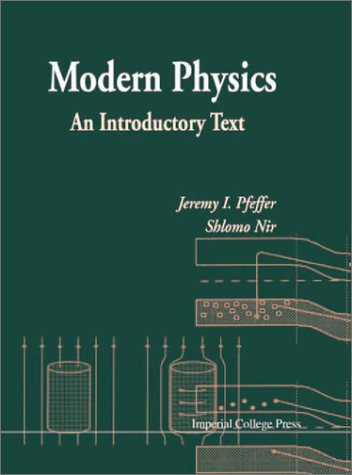 Modern Physics
An Introductory Text
Jeremy I. Pfeffer
Shlomo Nir
Imperial College Press